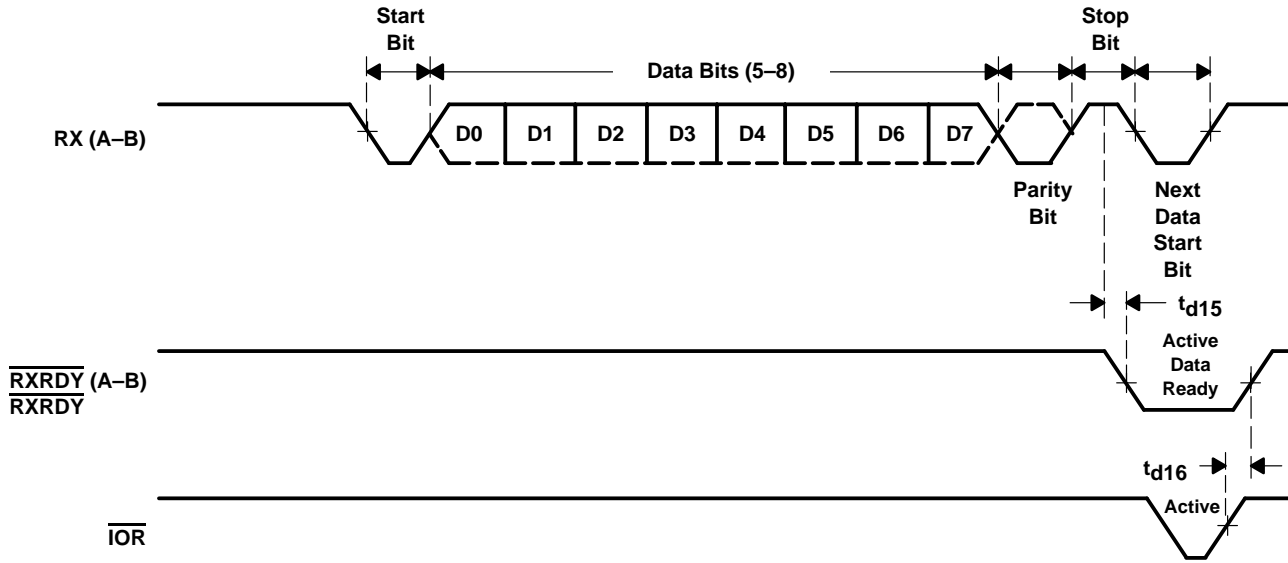 Start
Bit
Stop
Bit
Data Bits (5–8)
RX (A–B)
D0
D1
D2
D3
D4
D5
D6
D7
Parity
Bit
Next
Data
Start
Bit
td15
RXRDY (A–B)
RXRDY
Active
Data
Ready
td16
IOR
Active